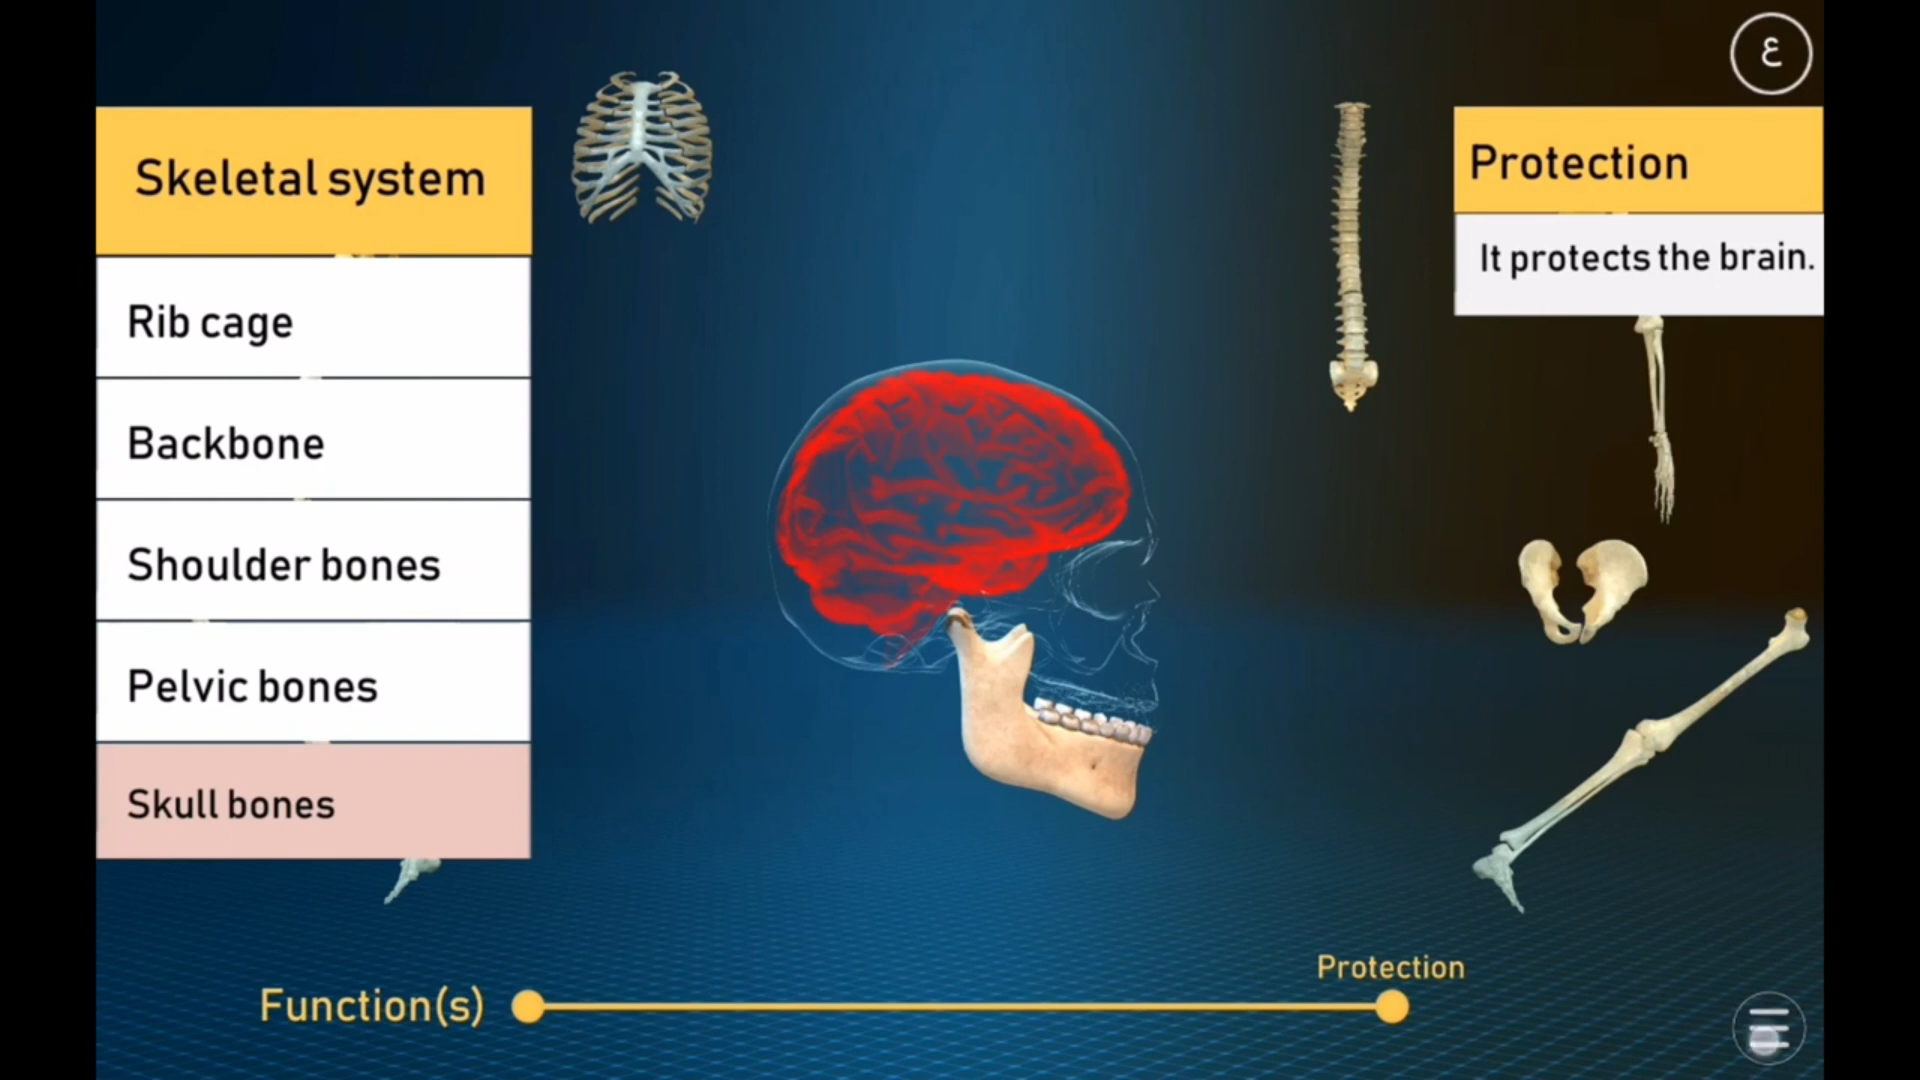 ع
Skeletal system
Rib cage
Backbone
Shoulder bones
Pelvic bones
Skull bones
Protection
It protects the brain.
Protection
Function(s)